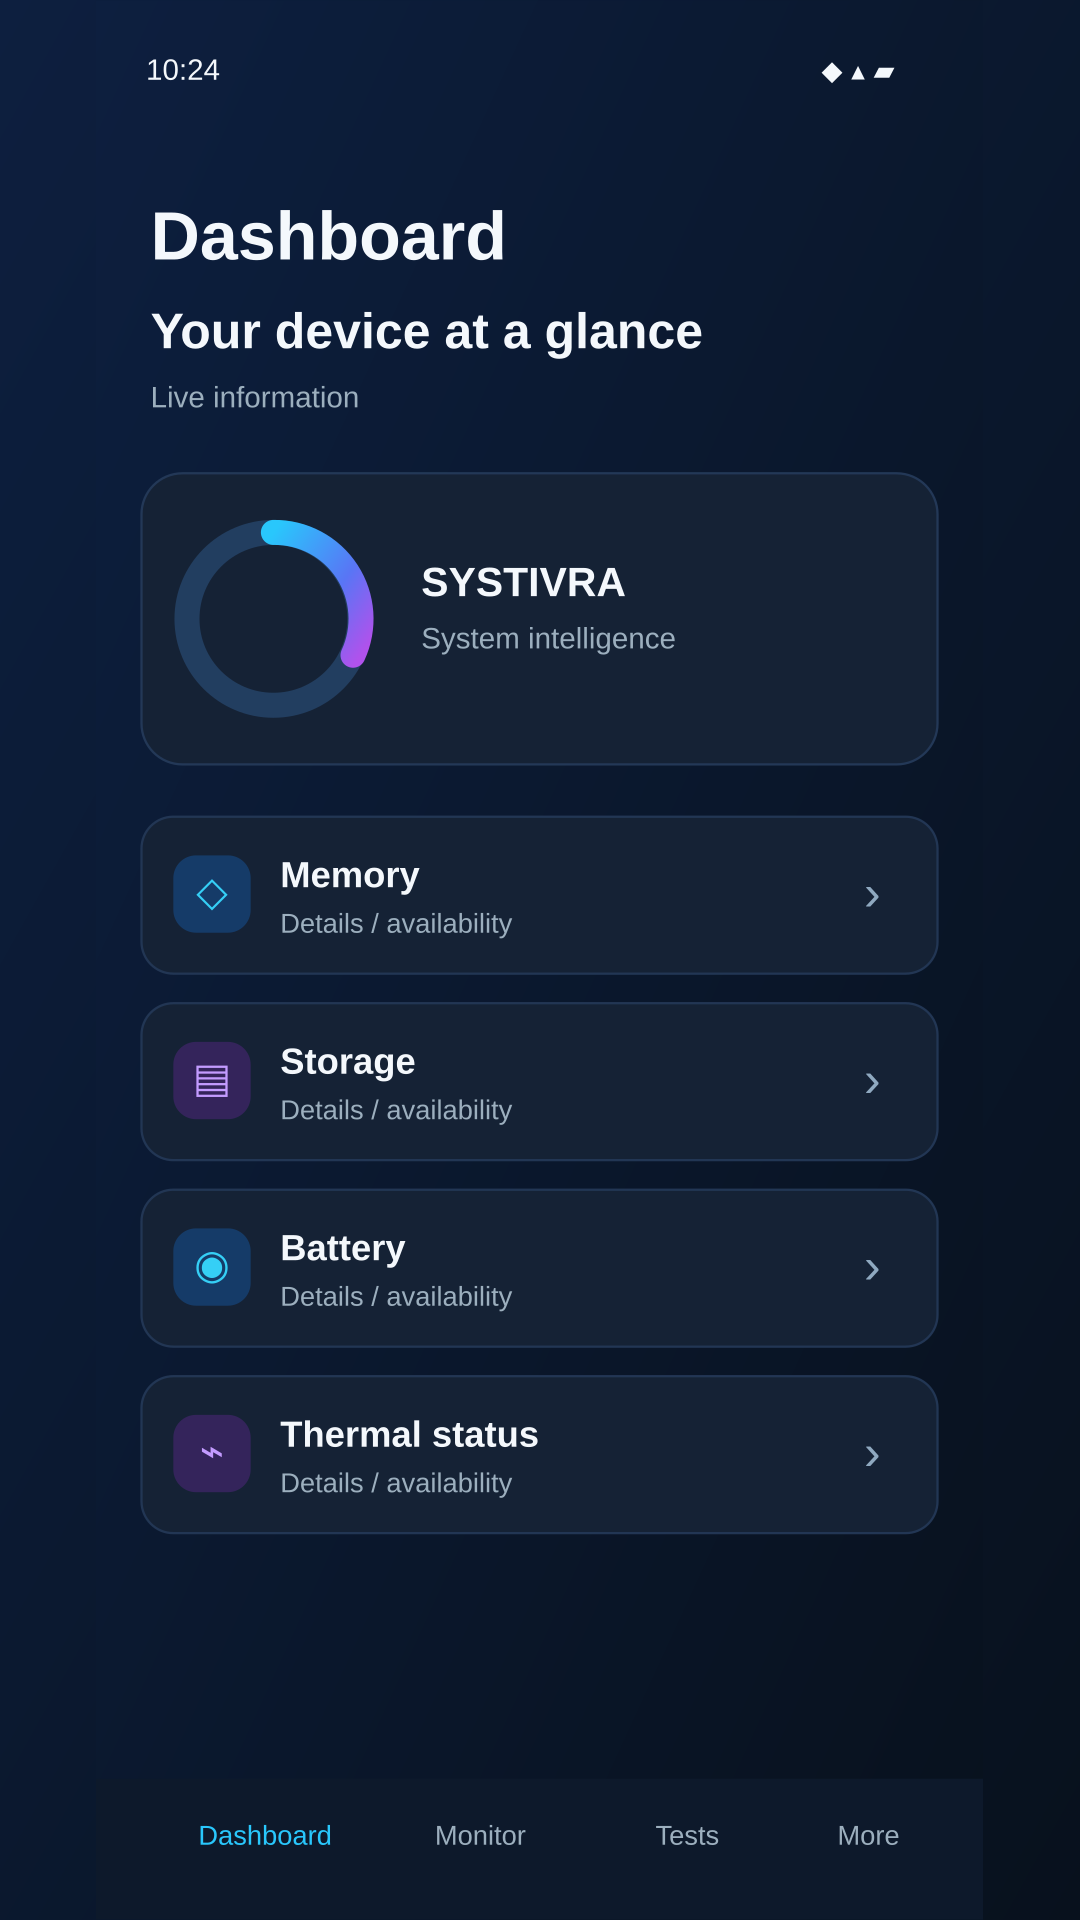 10:24
Dashboard
Your device at a glance
Live information
SYSTIVRA
System intelligence
Memory
Details / availability
Storage
Details / availability
Battery
Details / availability
Thermal status
Details / availability
Dashboard Monitor Tests More